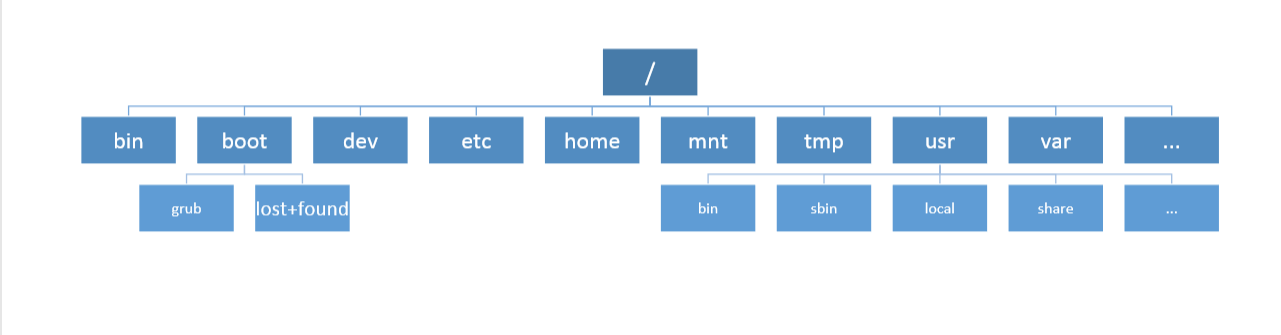 /
bin boot dev etc home mnt tmp usr var ...
grub lost+found bin sbin local share ...